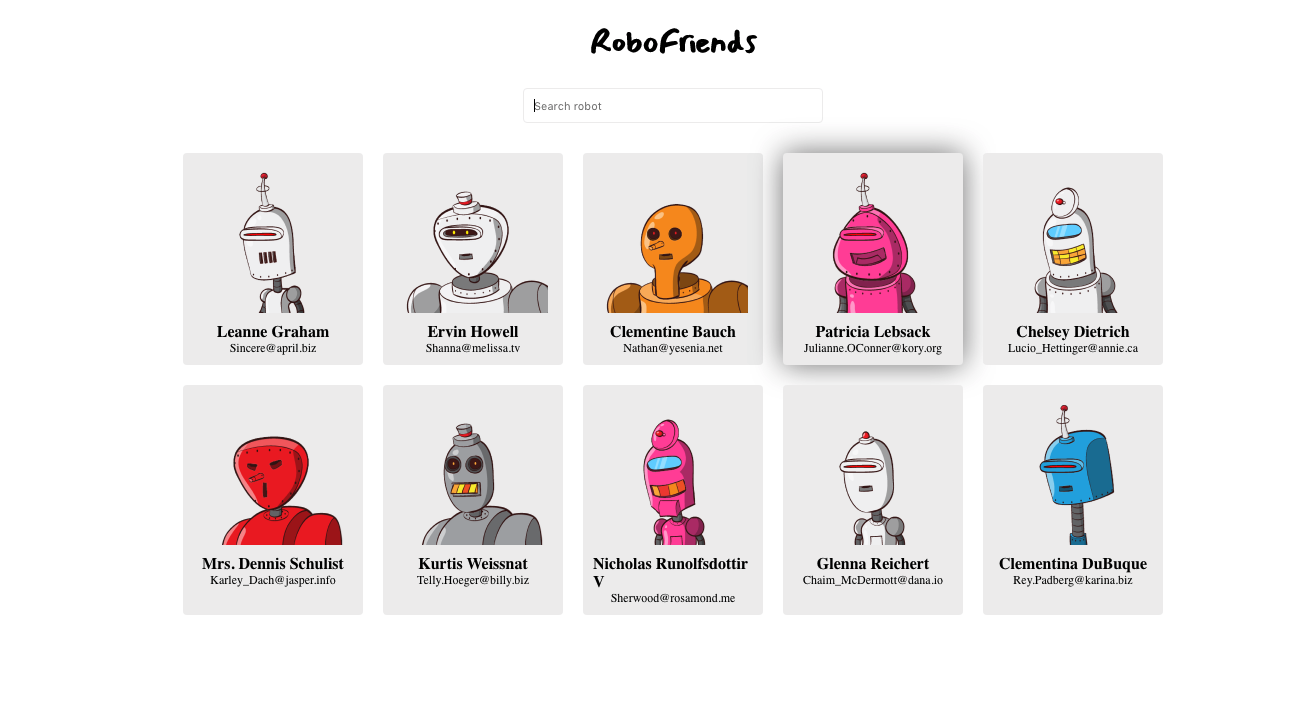 RoboFriends
Search robot
Leanne Graham
Sincere@april.biz
Ervin Howell
Shanna@melissa.tv
Clementine Bauch
Nathan@yesenia.net
Patricia Lebsack
Julianne.OConner@kory.org
Chelsey Dietrich
Lucio_Hettinger@annie.ca
Mrs. Dennis Schulist
Karley_Dach@jasper.info
Kurtis Weissnat
Telly.Hoeger@billy.biz
Nicholas Runolfsdottir
V
Sherwood@rosamond.me
Glenna Reichert
Chaim_McDermott@dana.io
Clementina DuBuque
Rey.Padberg@karina.biz